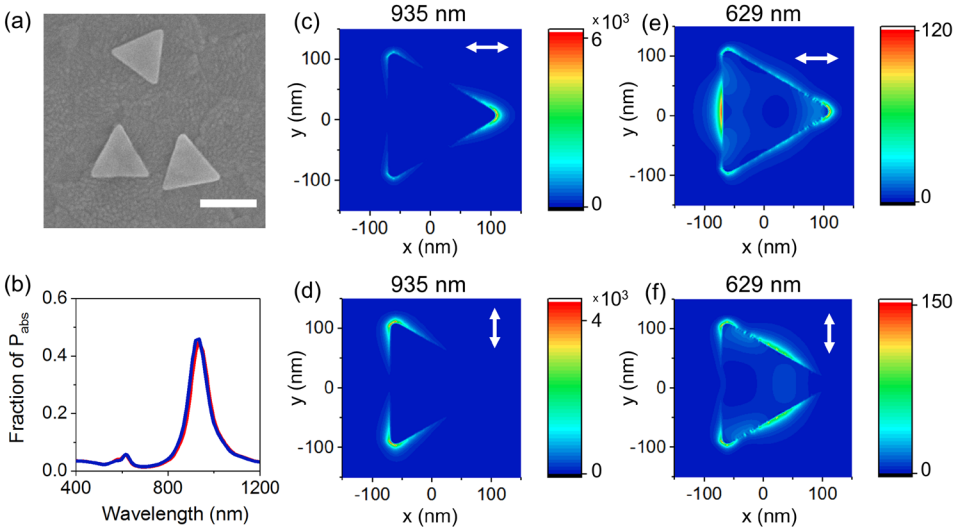 (a)
(b)
0.6
0.4
0.2
0.0
Fraction of P_abs
400
800
1200
Wavelength (nm)
(c)
935 nm
100
0
-100
y (nm)
-100
0
100
x (nm)
×10³
6
0
(d)
935 nm
100
0
-100
y (nm)
-100
0
100
x (nm)
×10³
4
0
(e)
629 nm
100
0
-100
y (nm)
-100
0
100
x (nm)
120
0
(f)
629 nm
100
0
-100
y (nm)
-100
0
100
x (nm)
150
0